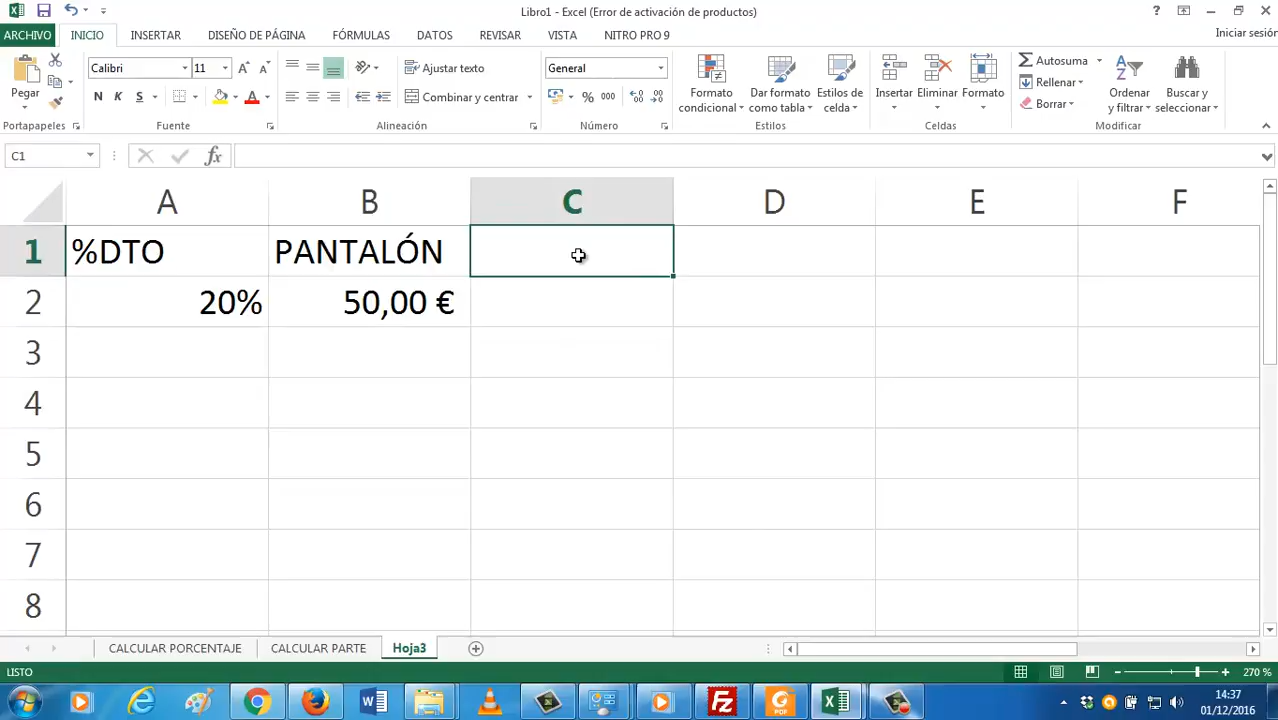 Libro1 - Excel (Error de activación de productos)
?
ARCHIVO INICIO INSERTAR DISEÑO DE PÁGINA FÓRMULAS DATOS REVISAR VISTA NITRO PRO 9 Iniciar sesión
Pegar
Portapapeles
Calibri 11
N K S
Fuente
Ajustar texto
Combinar y centrar
Alineación
General
% 000
Número
Formato condicional
Dar formato como tabla
Estilos de celda
Estilos
Insertar Eliminar Formato
Celdas
Autosuma
Rellenar
Borrar
Ordenar y filtrar
Buscar y seleccionar
Modificar
C1 fx
A B C D E F
1 %DTO PANTALÓN
2 20% 50,00 €
3
4
5
6
7
8
CALCULAR PORCENTAJE CALCULAR PARTE Hoja3
LISTO 270 %
14:37
01/12/2016